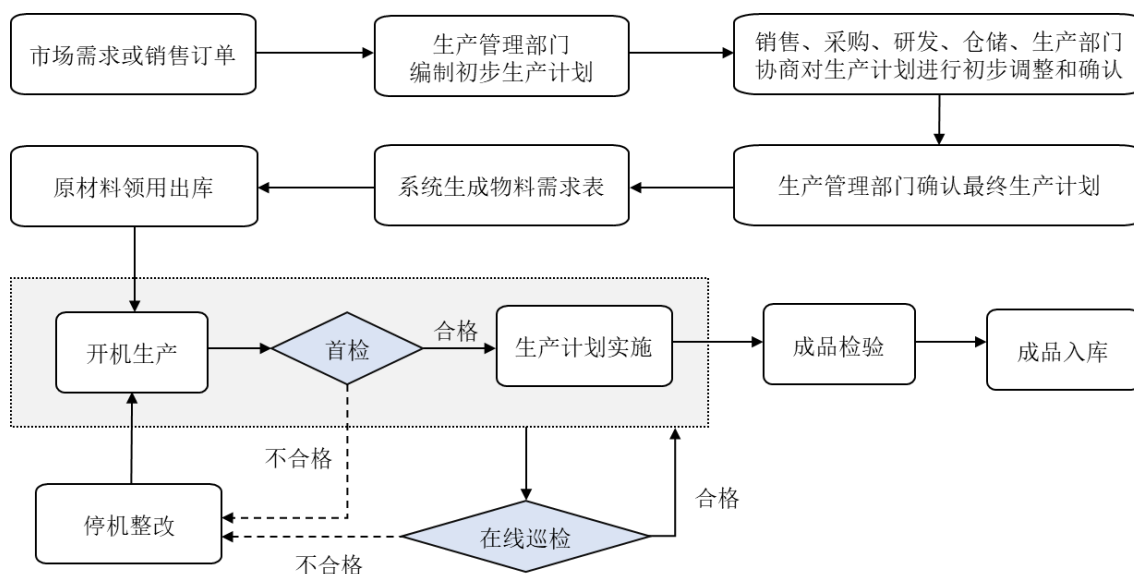 市场需求或销售订单
生产管理部门
编制初步生产计划
销售、采购、研发、仓储、生产部门
协商对生产计划进行初步调整和确认
原材料领用出库
系统生成物料需求表
生产管理部门确认最终生产计划
开机生产
首检
合格
生产计划实施
成品检验
成品入库
不合格
停机整改
在线巡检
合格
不合格